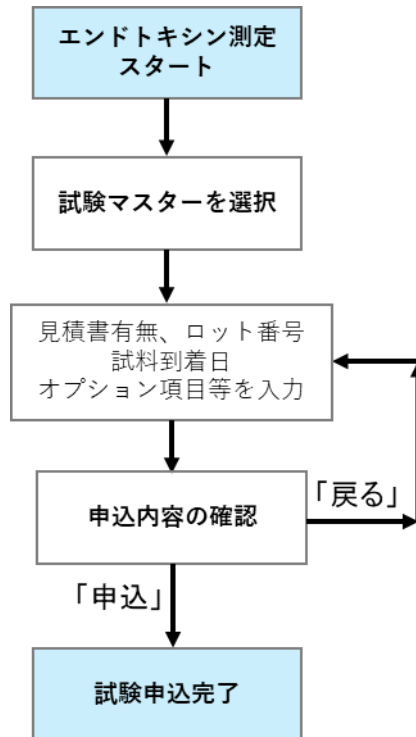 エンドトキシン測定
スタート
試験マスターを選択
見積書有無、ロット番号
試料到着日
オプション項目等を入力
申込内容の確認
「戻る」
「申込」
試験申込完了